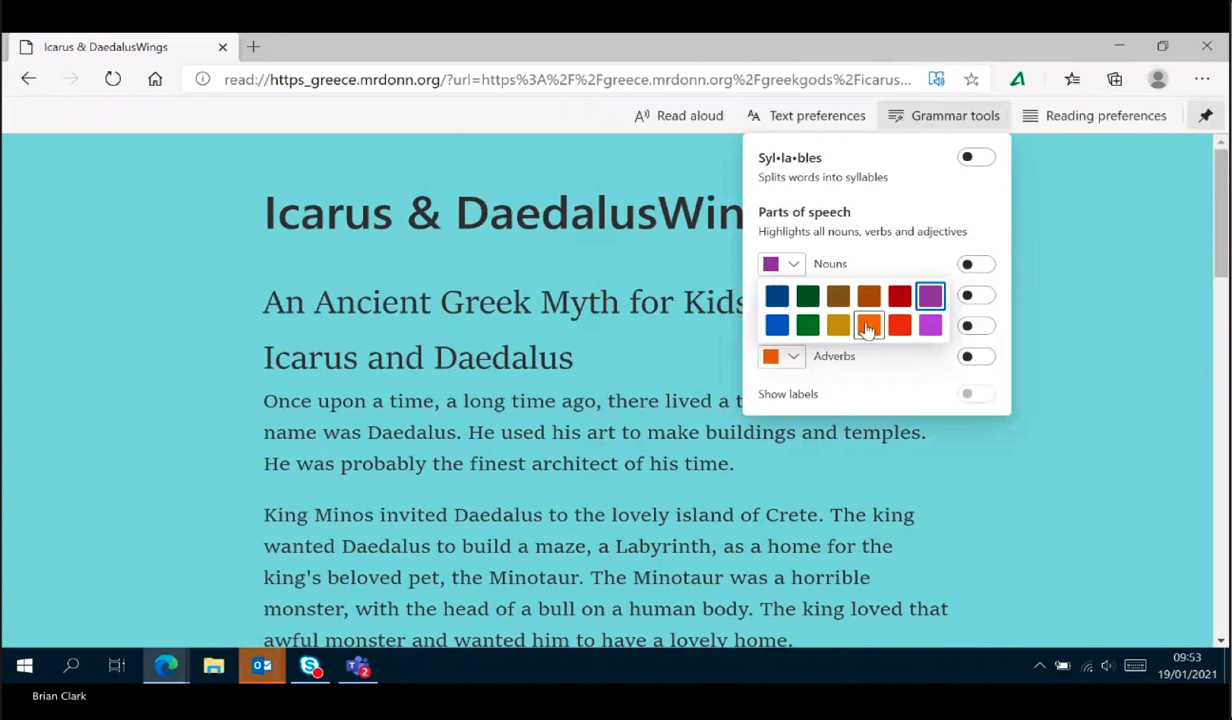 Icarus & DaedalusWings
read://https_greece.mrdonn.org/?url=https%3A%2F%2Fgreece.mrdonn.org%2Fgreekgods%2Ficarus...
Read aloud
Text preferences
Grammar tools
Reading preferences
Syl•la•bles
Splits words into syllables
Parts of speech
Highlights all nouns, verbs and adjectives
Nouns
Adverbs
Show labels
Icarus & DaedalusWin
An Ancient Greek Myth for Kids
Icarus and Daedalus
Once upon a time, a long time ago, there lived a t
name was Daedalus. He used his art to make buildings and temples.
He was probably the finest architect of his time.
King Minos invited Daedalus to the lovely island of Crete. The king
wanted Daedalus to build a maze, a Labyrinth, as a home for the
king's beloved pet, the Minotaur. The Minotaur was a horrible
monster, with the head of a bull on a human body. The king loved that
awful monster and wanted him to have a lovely home.
2
09:53
19/01/2021
Brian Clark